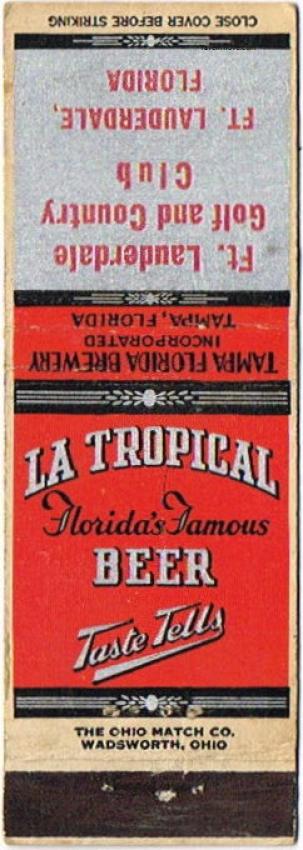 CLOSE COVER BEFORE STRIKING
Ft. Lauderdale
Golf and Country
Club
FT. LAUDERDALE,
FLORIDA
TAMPA FLORIDA BREWERY
INCORPORATED
TAMPA, FLORIDA
LA TROPICAL
Florida's Famous
BEER
Taste Tells
THE OHIO MATCH CO.
WADSWORTH, OHIO